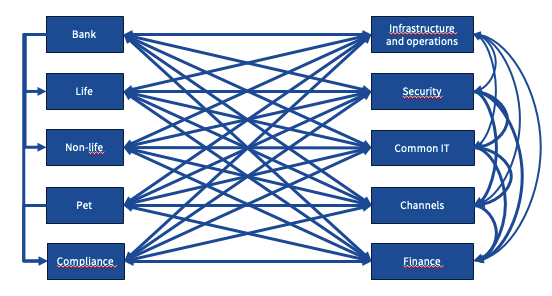 Bank
Infrastructure
and operations
Life
Security
Non-life
Common IT
Pet
Channels
Compliance
Finance